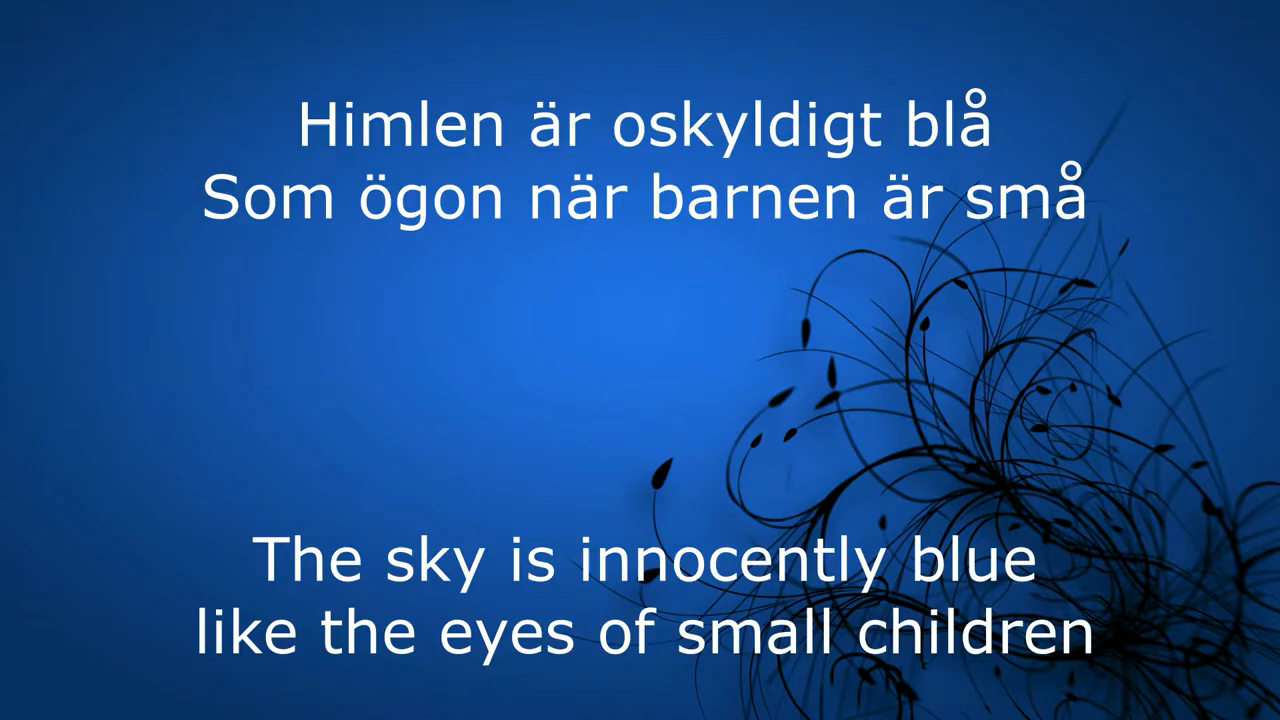 Himlen är oskyldigt blå
Som ögon när barnen är små
The sky is innocently blue
like the eyes of small children